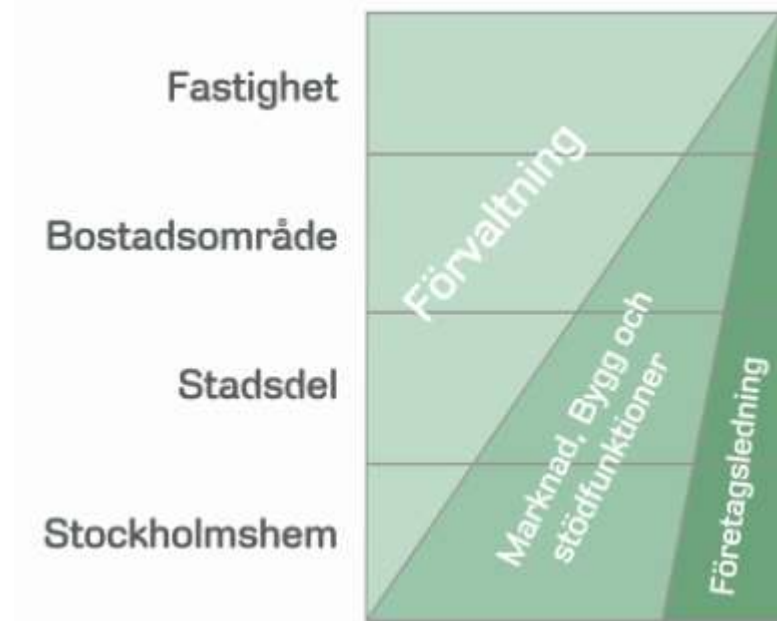 Fastighet
Bostadsområde
Stadsdel
Stockholmshem
Förvaltning
Marknad, Bygg och
stödfunktioner
Företagsledning